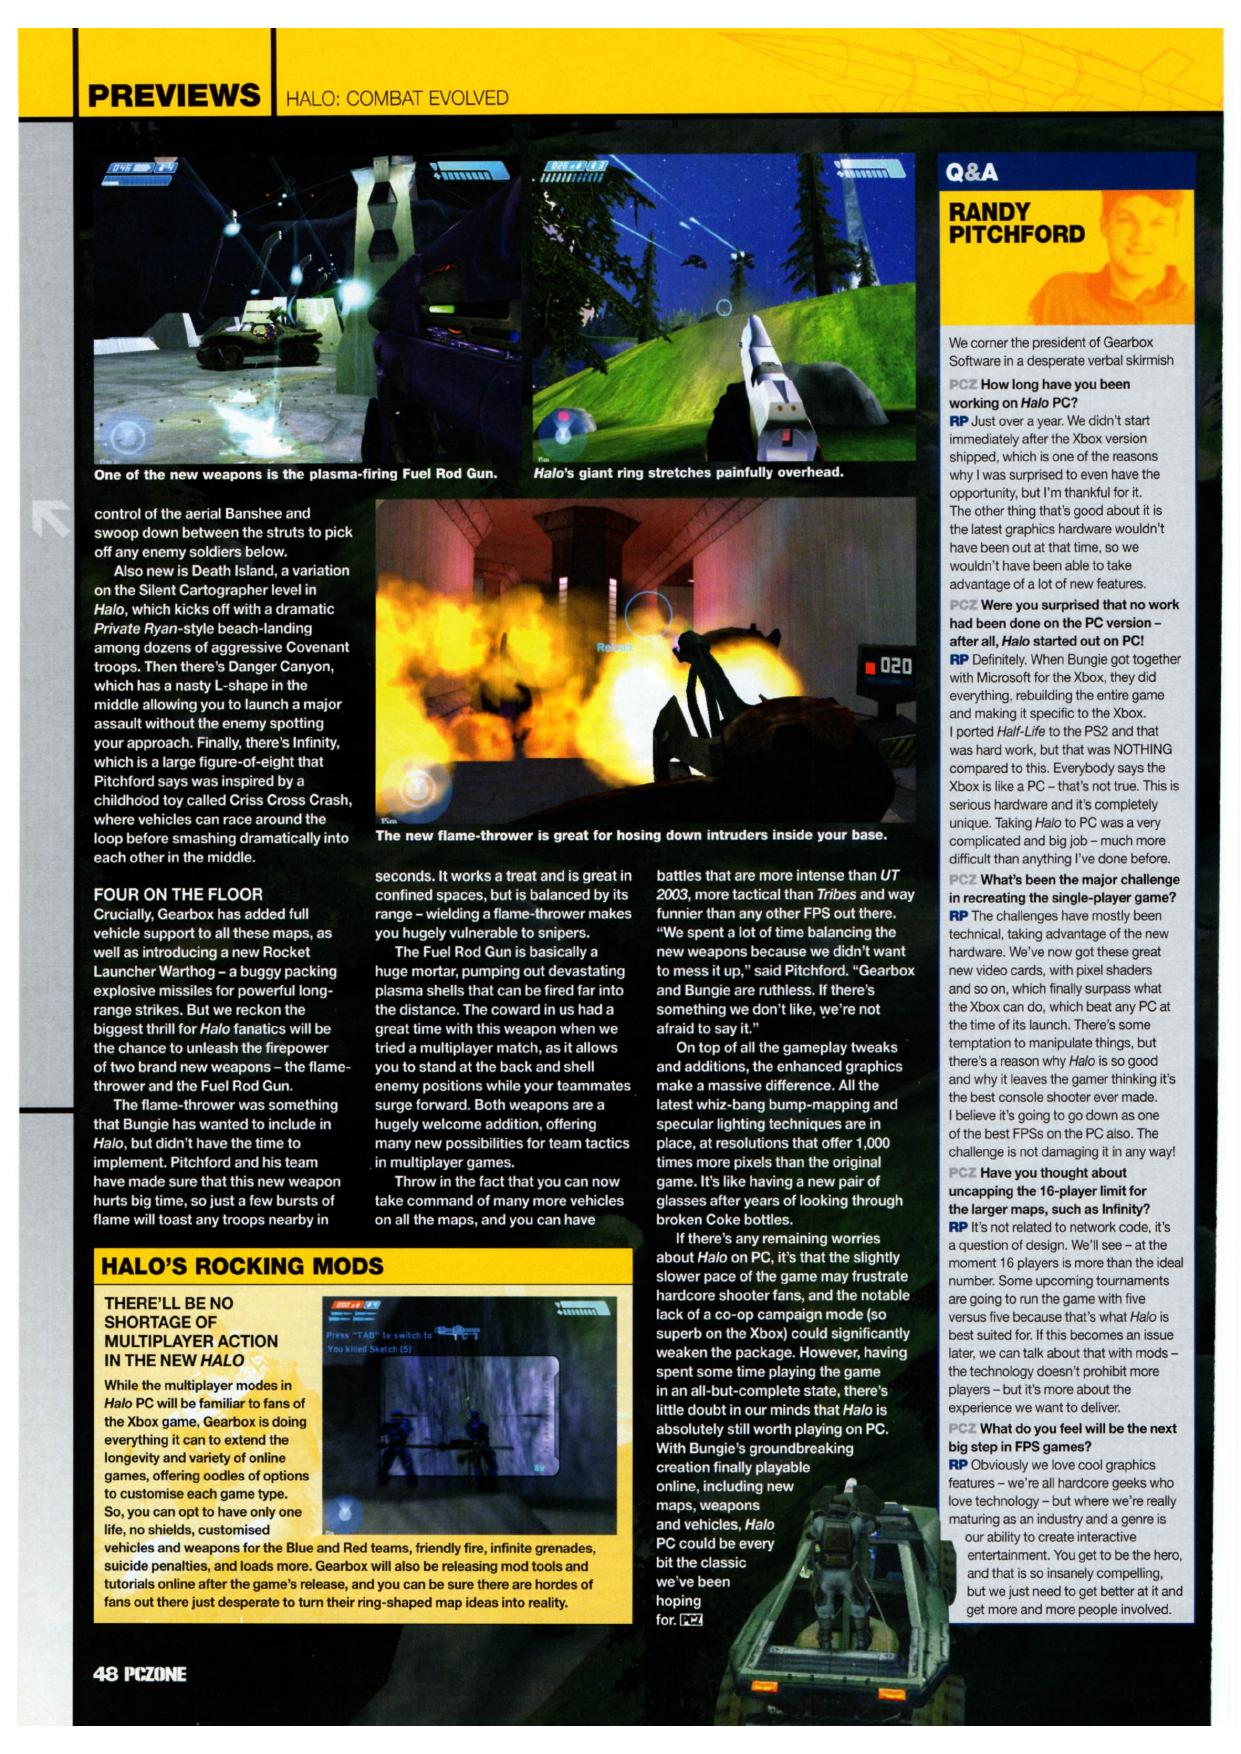 PREVIEWS
HALO: COMBAT EVOLVED
One of the new weapons is the plasma-firing Fuel Rod Gun.
Halo's giant ring stretches painfully overhead.
control of the aerial Banshee and
swoop down between the struts to pick
off any enemy soldiers below.
Also new is Death Island, a variation
on the Silent Cartographer level in
Halo, which kicks off with a dramatic
Private Ryan-style beach-landing
among dozens of aggressive Covenant
troops. Then there's Danger Canyon,
which has a nasty L-shape in the
middle allowing you to launch a major
assault without the enemy spotting
your approach. Finally, there's Infinity,
which is a large figure-of-eight that
Pitchford says was inspired by a
childhood toy called Criss Cross Crash,
where vehicles can race around the
loop before smashing dramatically into
each other in the middle.
FOUR ON THE FLOOR
Crucially, Gearbox has added full
vehicle support to all these maps, as
well as introducing a new Rocket
Launcher Warthog – a buggy packing
explosive missiles for powerful long-
range strikes. But we reckon the
biggest thrill for Halo fanatics will be
the chance to unleash the firepower
of two brand new weapons – the flame-
thrower and the Fuel Rod Gun.
The flame-thrower was something
that Bungie has wanted to include in
Halo, but didn't have the time to
implement. Pitchford and his team
have made sure that this new weapon
hurts big time, so just a few bursts of
flame will toast any troops nearby in
Reload
020
15m
The new flame-thrower is great for hosing down intruders inside your base.
seconds. It works a treat and is great in
confined spaces, but is balanced by its
range – wielding a flame-thrower makes
you hugely vulnerable to snipers.
The Fuel Rod Gun is basically a
huge mortar, pumping out devastating
plasma shells that can be fired far into
the distance. The coward in us had a
great time with this weapon when we
tried a multiplayer match, as it allows
you to stand at the back and shell
enemy positions while your teammates
surge forward. Both weapons are a
hugely welcome addition, offering
many new possibilities for team tactics
in multiplayer games.
Throw in the fact that you can now
take command of many more vehicles
on all the maps, and you can have
battles that are more intense than UT
2003, more tactical than Tribes and way
funnier than any other FPS out there.
"We spent a lot of time balancing the
new weapons because we didn't want
to mess it up," said Pitchford. "Gearbox
and Bungie are ruthless. If there's
something we don't like, we're not
afraid to say it."
On top of all the gameplay tweaks
and additions, the enhanced graphics
make a massive difference. All the
latest whiz-bang bump-mapping and
specular lighting techniques are in
place, at resolutions that offer 1,000
times more pixels than the original
game. It's like having a new pair of
glasses after years of looking through
broken Coke bottles.
If there's any remaining worries
about Halo on PC, it's that the slightly
slower pace of the game may frustrate
hardcore shooter fans, and the notable
lack of a co-op campaign mode (so
superb on the Xbox) could significantly
weaken the package. However, having
spent some time playing the game
in an all-but-complete state, there's
little doubt in our minds that Halo is
absolutely still worth playing on PC.
With Bungie's groundbreaking
creation finally playable
online, including new
maps, weapons
and vehicles, Halo
PC could be every
bit the classic
we've been
hoping
for. PCZ
HALO'S ROCKING MODS
THERE'LL BE NO
SHORTAGE OF
MULTIPLAYER ACTION
IN THE NEW HALO
While the multiplayer modes in
Halo PC will be familiar to fans of
the Xbox game, Gearbox is doing
everything it can to extend the
longevity and variety of online
games, offering oodles of options
to customise each game type.
So, you can opt to have only one
life, no shields, customised
vehicles and weapons for the Blue and Red teams, friendly fire, infinite grenades,
suicide penalties, and loads more. Gearbox will also be releasing mod tools and
tutorials online after the game's release, and you can be sure there are hordes of
fans out there just desperate to turn their ring-shaped map ideas into reality.
Press "TAB" to switch to
You killed Sketch (5)
8x
Q&A
RANDY
PITCHFORD
We corner the president of Gearbox
Software in a desperate verbal skirmish
PCZ How long have you been
working on Halo PC?
RP Just over a year. We didn't start
immediately after the Xbox version
shipped, which is one of the reasons
why I was surprised to even have the
opportunity, but I'm thankful for it.
The other thing that's good about it is
the latest graphics hardware wouldn't
have been out at that time, so we
wouldn't have been able to take
advantage of a lot of new features.
PCZ Were you surprised that no work
had been done on the PC version –
after all, Halo started out on PC!
RP Definitely. When Bungie got together
with Microsoft for the Xbox, they did
everything, rebuilding the entire game
and making it specific to the Xbox.
I ported Half-Life to the PS2 and that
was hard work, but that was NOTHING
compared to this. Everybody says the
Xbox is like a PC – that's not true. This is
serious hardware and it's completely
unique. Taking Halo to PC was a very
complicated and big job – much more
difficult than anything I've done before.
PCZ What's been the major challenge
in recreating the single-player game?
RP The challenges have mostly been
technical, taking advantage of the new
hardware. We've now got these great
new video cards, with pixel shaders
and so on, which finally surpass what
the Xbox can do, which beat any PC at
the time of its launch. There's some
temptation to manipulate things, but
there's a reason why Halo is so good
and why it leaves the gamer thinking it's
the best console shooter ever made.
I believe it's going to go down as one
of the best FPSs on the PC also. The
challenge is not damaging it in any way!
PCZ Have you thought about
uncapping the 16-player limit for
the larger maps, such as Infinity?
RP It's not related to network code, it's
a question of design. We'll see – at the
moment 16 players is more than the ideal
number. Some upcoming tournaments
are going to run the game with five
versus five because that's what Halo is
best suited for. If this becomes an issue
later, we can talk about that with mods –
the technology doesn't prohibit more
players – but it's more about the
experience we want to deliver.
PCZ What do you feel will be the next
big step in FPS games?
RP Obviously we love cool graphics
features – we're all hardcore geeks who
love technology – but where we're really
maturing as an industry and a genre is
our ability to create interactive
entertainment. You get to be the hero,
and that is so insanely compelling,
but we just need to get better at it and
get more and more people involved.
48 PCZONE